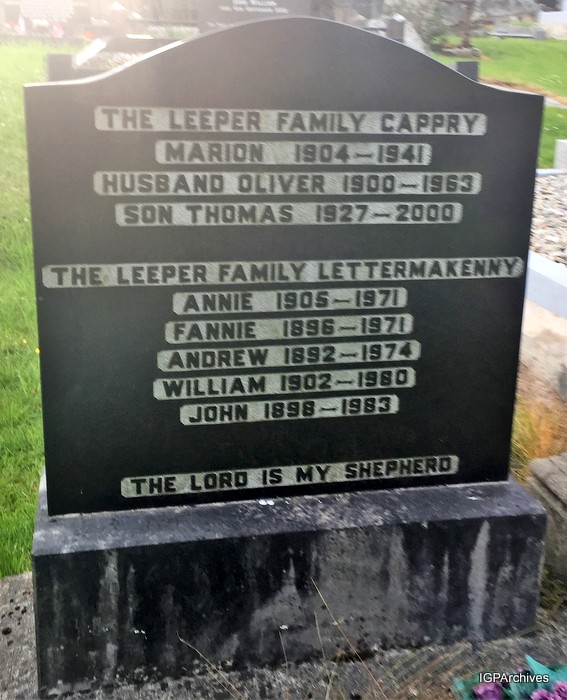 THE LEEPER FAMILY CAPPRY
MARION 1904–1941
HUSBAND OLIVER 1900–1963
SON THOMAS 1927–2000
THE LEEPER FAMILY LETTERMAKENNY
ANNIE 1905–1971
FANNIE 1896–1971
ANDREW 1892–1974
WILLIAM 1902–1980
JOHN 1898–1983
THE LORD IS MY SHEPHERD
IGPArchives